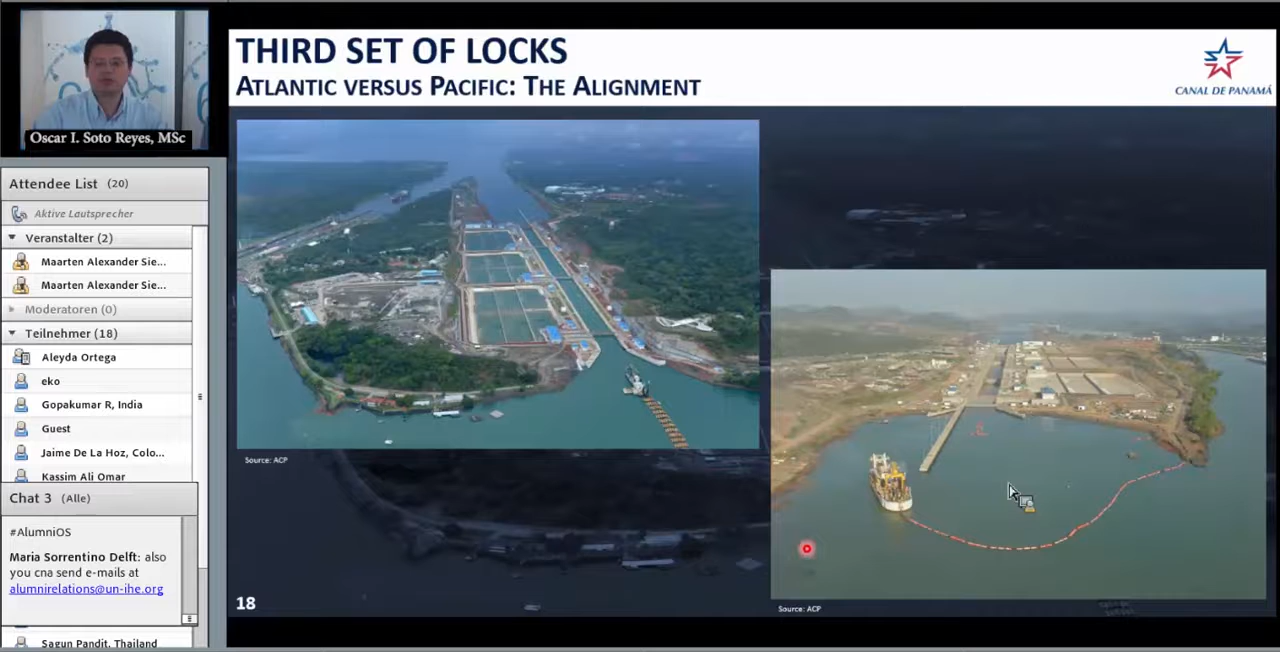 Oscar I. Soto Reyes, MSc
Attendee List (20)
Aktive Lautsprecher
Veranstalter (2)
Maarten Alexander Sie...
Maarten Alexander Sie...
Moderatoren (0)
Teilnehmer (18)
Aleyda Ortega
eko
Gopakumar R, India
Guest
Jaime De La Hoz, Colo...
Kassim Ali Omar
Chat 3 (Alle)
#AlumniOS
Maria Sorrentino Delft: also
you cna send e-mails at
alumnirelations@un-ihe.org
Sagun Pandit, Thailand
THIRD SET OF LOCKS
ATLANTIC VERSUS PACIFIC: THE ALIGNMENT
CANAL DE PANAMÁ
Source: ACP
Source: ACP
18